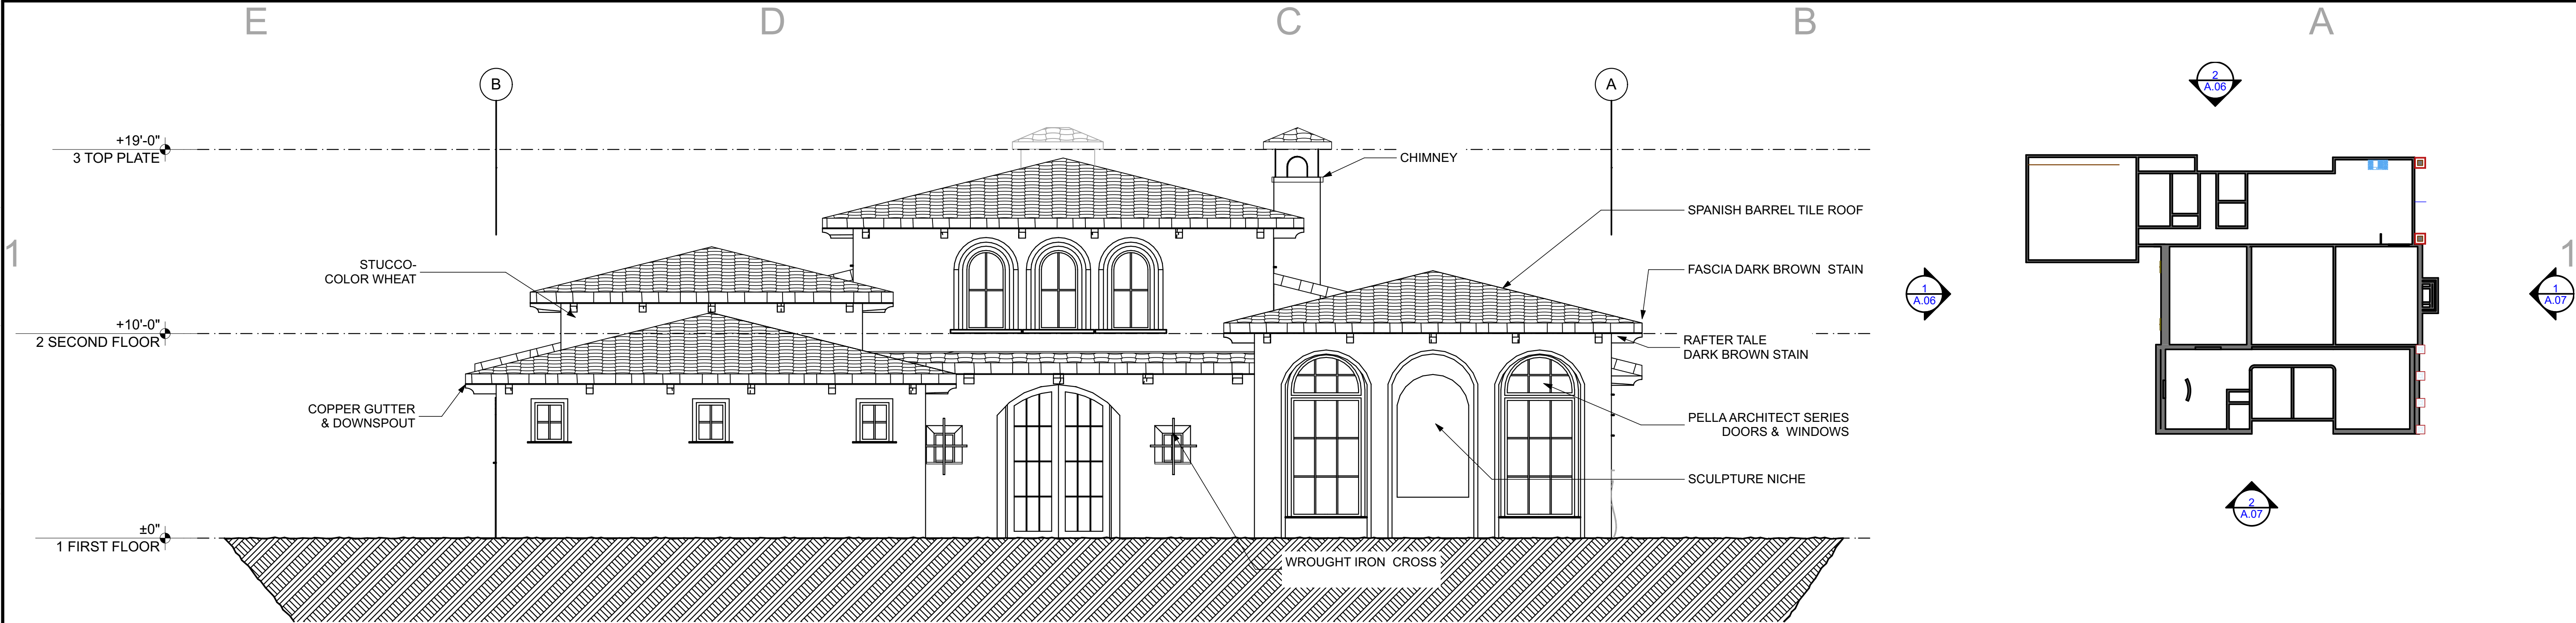 E
D
C
B
A
B
A
2
A.06
+19'-0"
3 TOP PLATE
CHIMNEY
SPANISH BARREL TILE ROOF
1
1
STUCCO-
COLOR WHEAT
FASCIA DARK BROWN STAIN
1
A.06
1
A.07
+10'-0"
2 SECOND FLOOR
RAFTER TALE
DARK BROWN STAIN
COPPER GUTTER
& DOWNSPOUT
PELLA ARCHITECT SERIES
DOORS & WINDOWS
SCULPTURE NICHE
2
A.07
±0"
1 FIRST FLOOR
WROUGHT IRON CROSS